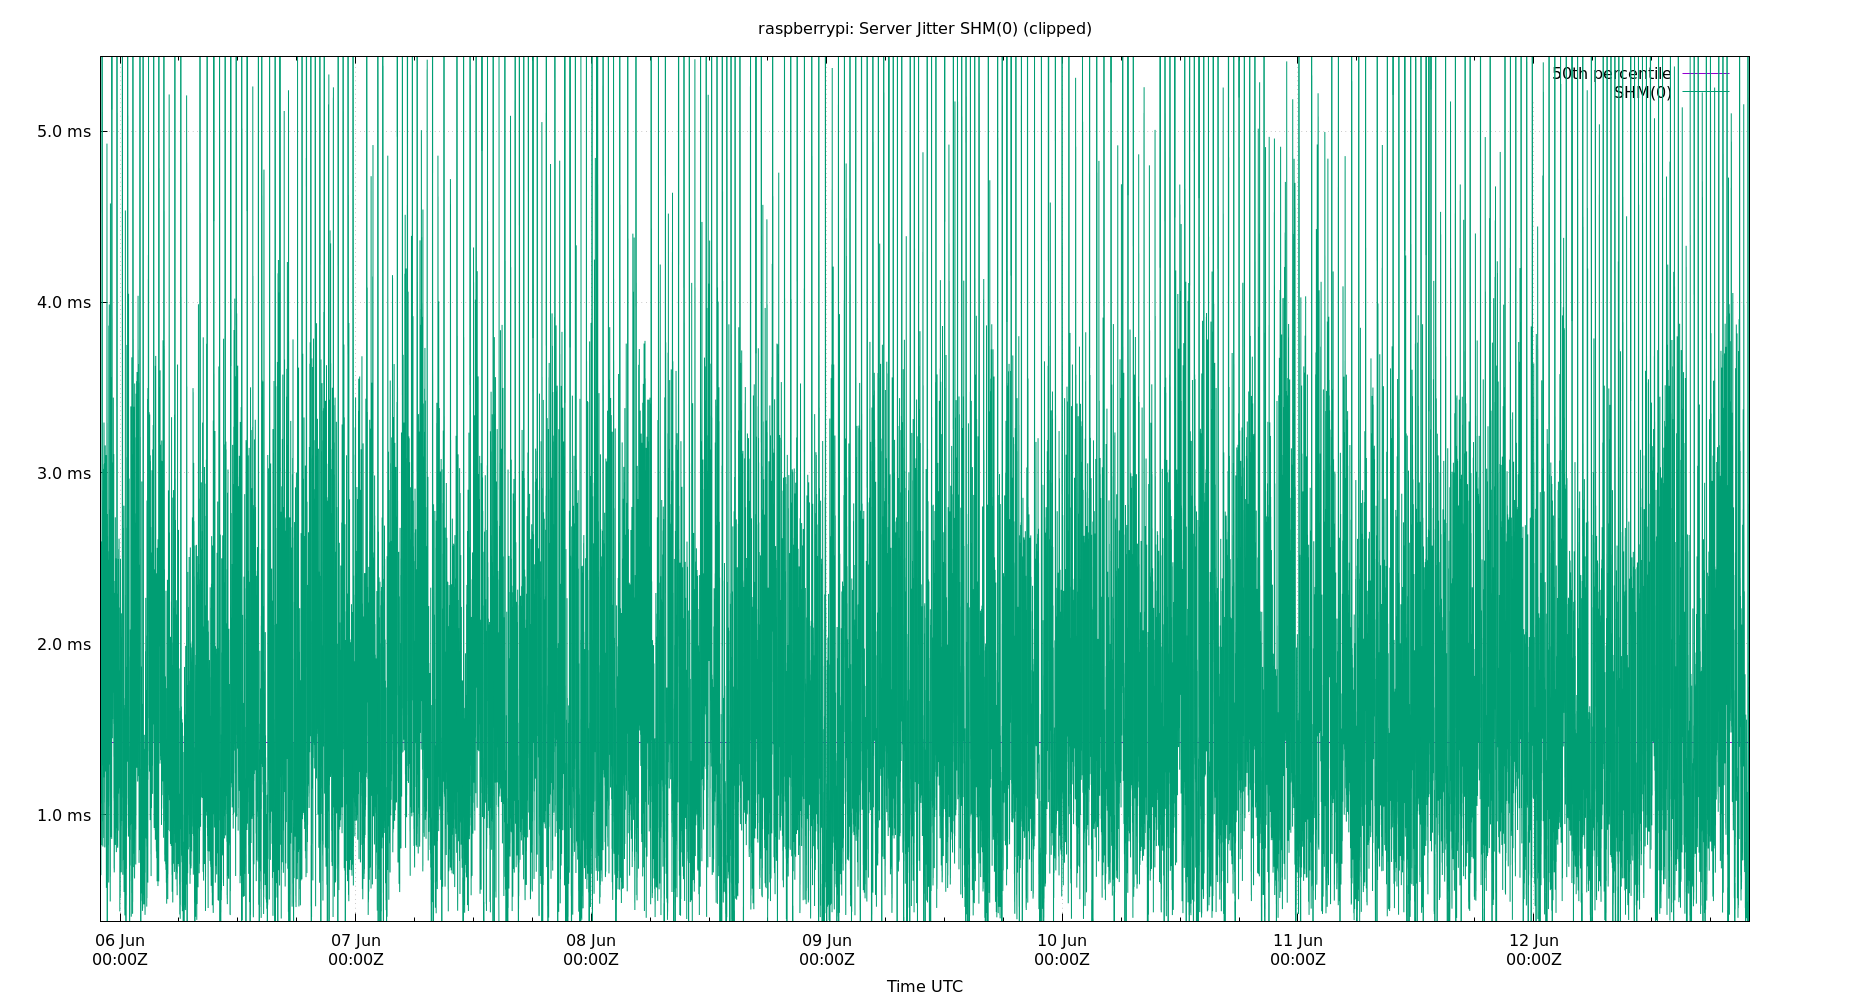 raspberrypi: Server Jitter SHM(0) (clipped)
50th percentile
SHM(0)
5.0 ms
4.0 ms
3.0 ms
2.0 ms
1.0 ms
06 Jun 07 Jun 08 Jun 09 Jun 10 Jun 11 Jun 12 Jun
00:00Z 00:00Z 00:00Z 00:00Z 00:00Z 00:00Z 00:00Z
Time UTC